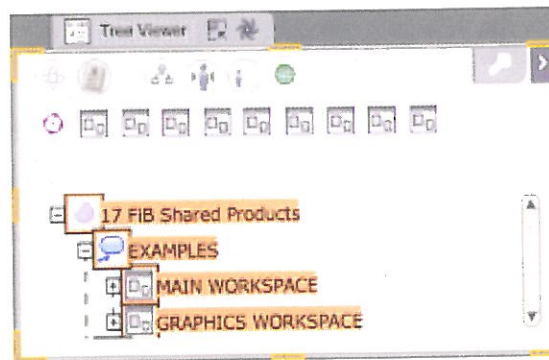 Tree Viewer
17 FiB Shared Products
EXAMPLES
MAIN WORKSPACE
GRAPHICS WORKSPACE